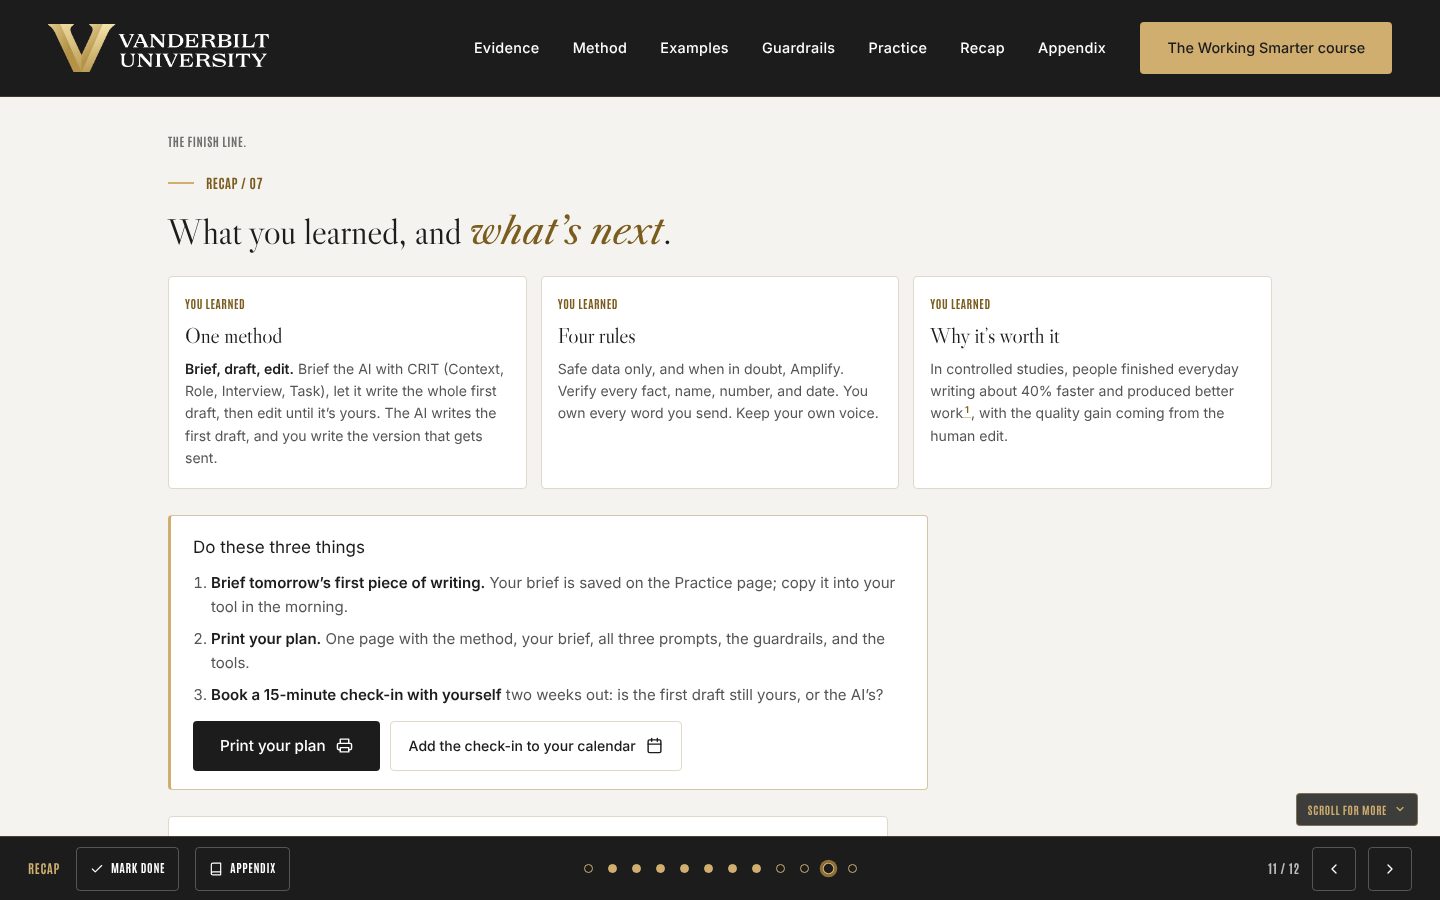 VANDERBILT
UNIVERSITY
Evidence
Method
Examples
Guardrails
Practice
Recap
Appendix
The Working Smarter course
THE FINISH LINE.
RECAP / 07
What you learned, and what's next.
YOU LEARNED
One method
Brief, draft, edit. Brief the AI with CRIT (Context,
Role, Interview, Task), let it write the whole first
draft, then edit until it's yours. The AI writes the
first draft, and you write the version that gets
sent.
YOU LEARNED
Four rules
Safe data only, and when in doubt, Amplify.
Verify every fact, name, number, and date. You
own every word you send. Keep your own voice.
YOU LEARNED
Why it's worth it
In controlled studies, people finished everyday
writing about 40% faster and produced better
work1, with the quality gain coming from the
human edit.
Do these three things
1. Brief tomorrow's first piece of writing. Your brief is saved on the Practice page; copy it into your
tool in the morning.
2. Print your plan. One page with the method, your brief, all three prompts, the guardrails, and the
tools.
3. Book a 15-minute check-in with yourself two weeks out: is the first draft still yours, or the AI's?
Print your plan
Add the check-in to your calendar
SCROLL FOR MORE
RECAP
MARK DONE
APPENDIX
11 / 12